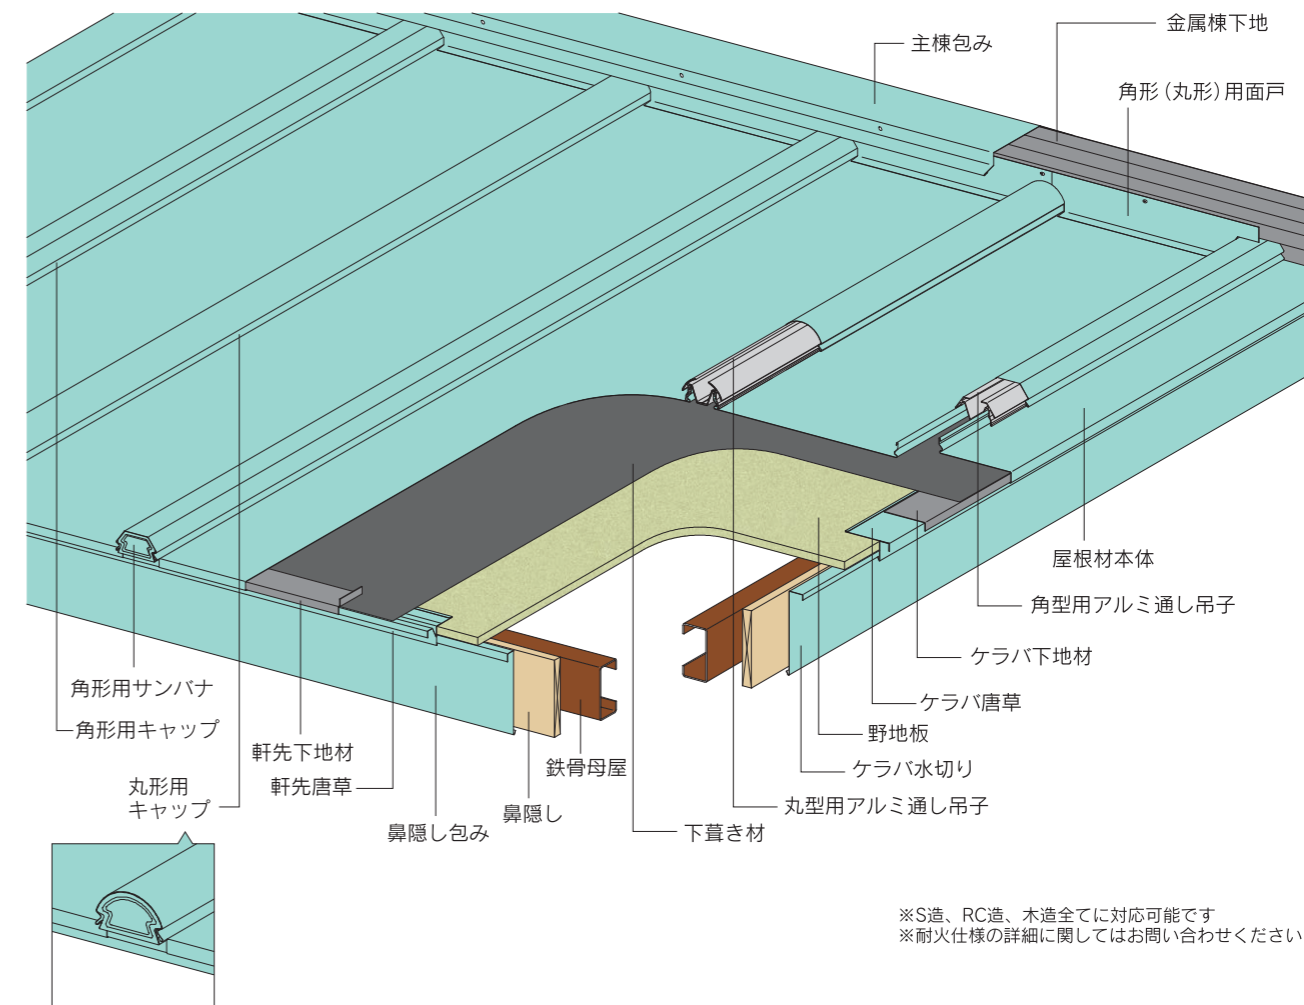 金属棟下地
主棟包み
角形(丸形)用面戸
屋根材本体
角型用アルミ通し吊子
ケラバ下地材
ケラバ唐草
野地板
ケラバ水切り
丸型用アルミ通し吊子
下葺き材
角形用サンバナ
角形用キャップ
軒先下地材
軒先唐草
丸形用
キャップ
鉄骨母屋
鼻隠し
鼻隠し包み
※S造、RC造、木造全てに対応可能です
※耐火仕様の詳細に関してはお問い合わせください